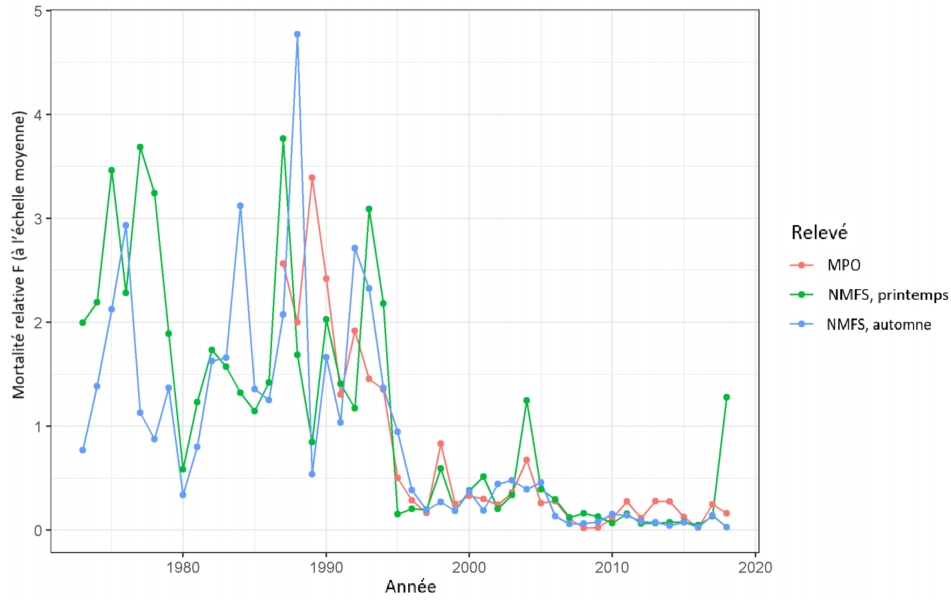 5
4
3
2
1
0
Mortalité relative F (à l'échelle moyenne)
1980
1990
2000
2010
2020
Année
Relevé
MPO
NMFS, printemps
NMFS, automne